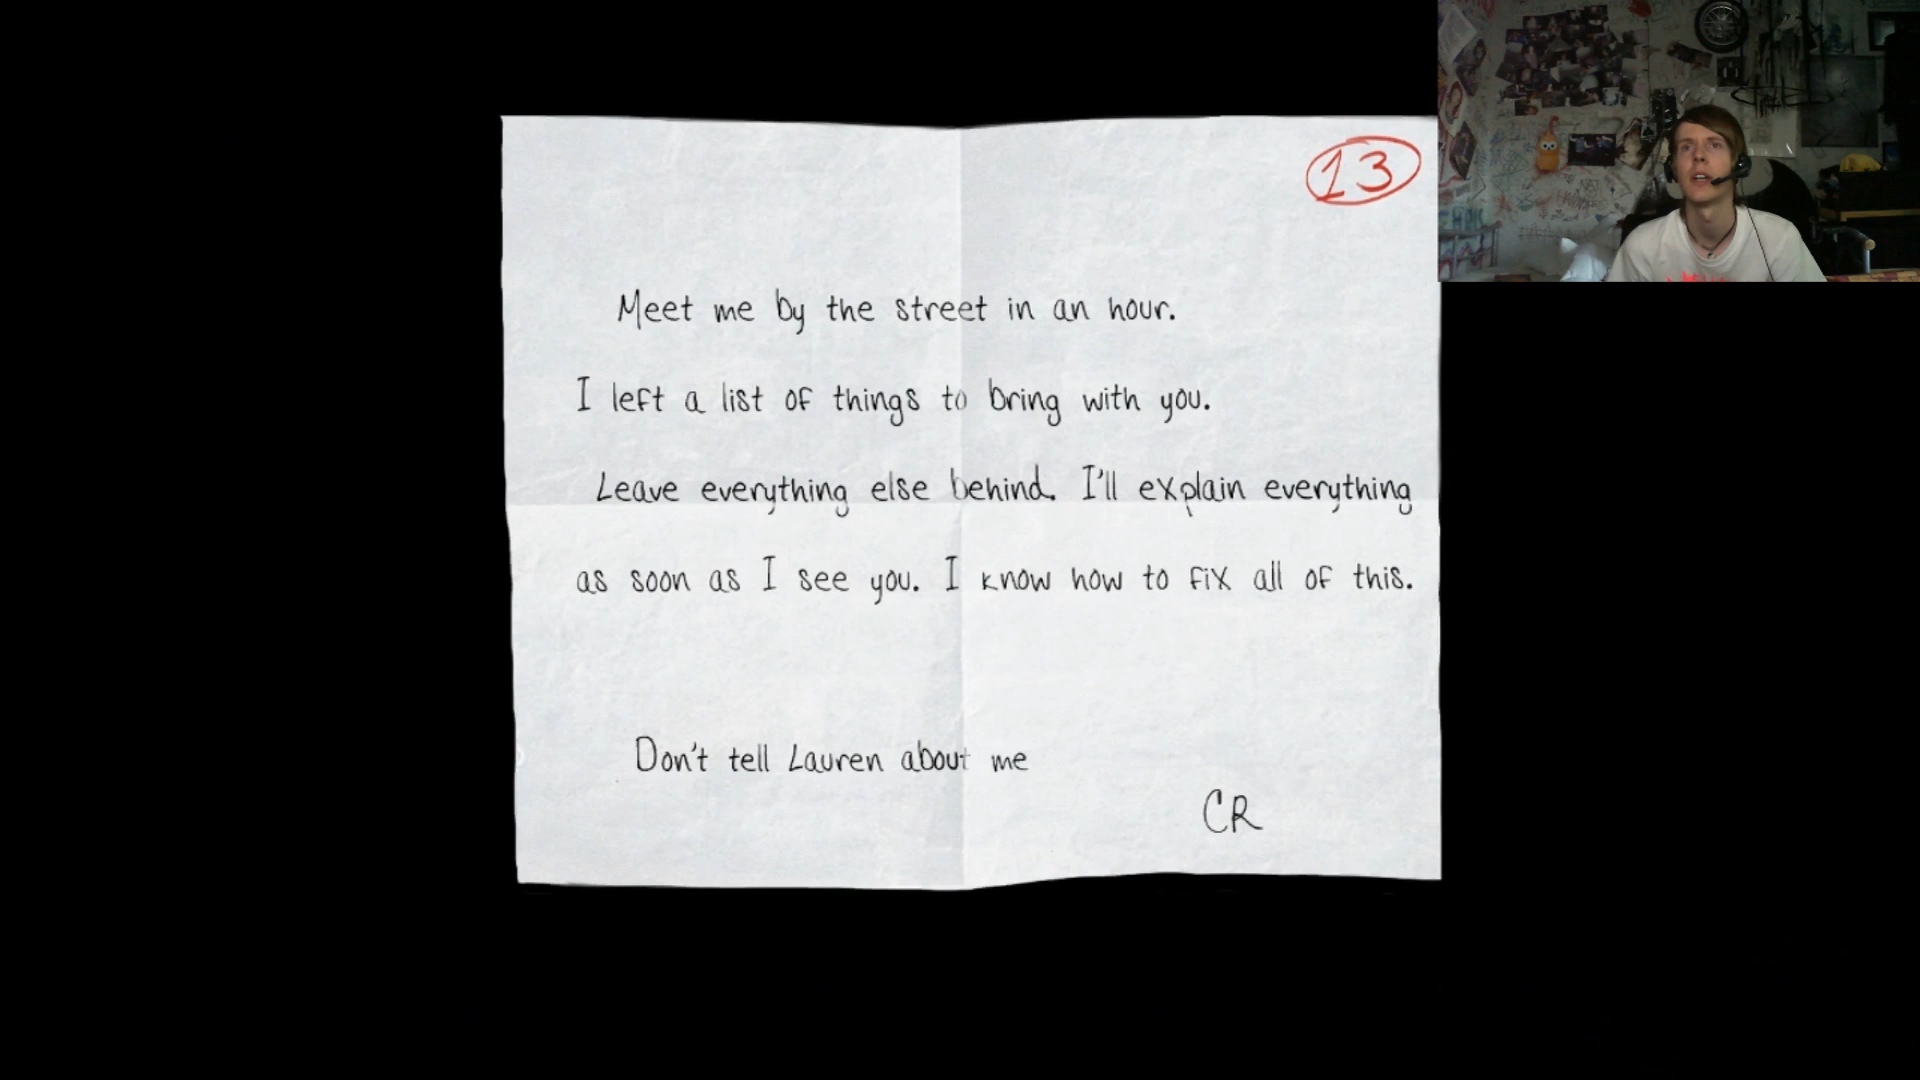 13
Meet me by the street in an hour.
I left a list of things to bring with you.
Leave everything else behind. I'll explain everything
as soon as I see you. I know how to fix all of this.
Don't tell Lauren about me
CR